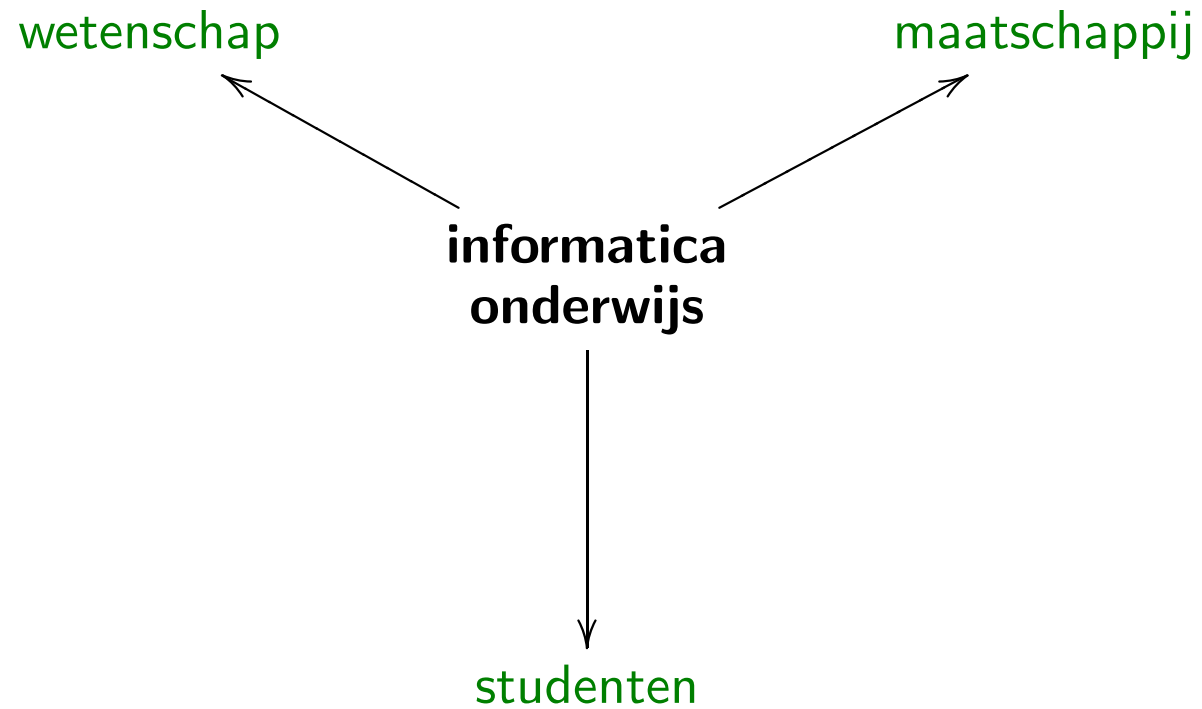 wetenschap
maatschappij
informatica
onderwijs
studenten